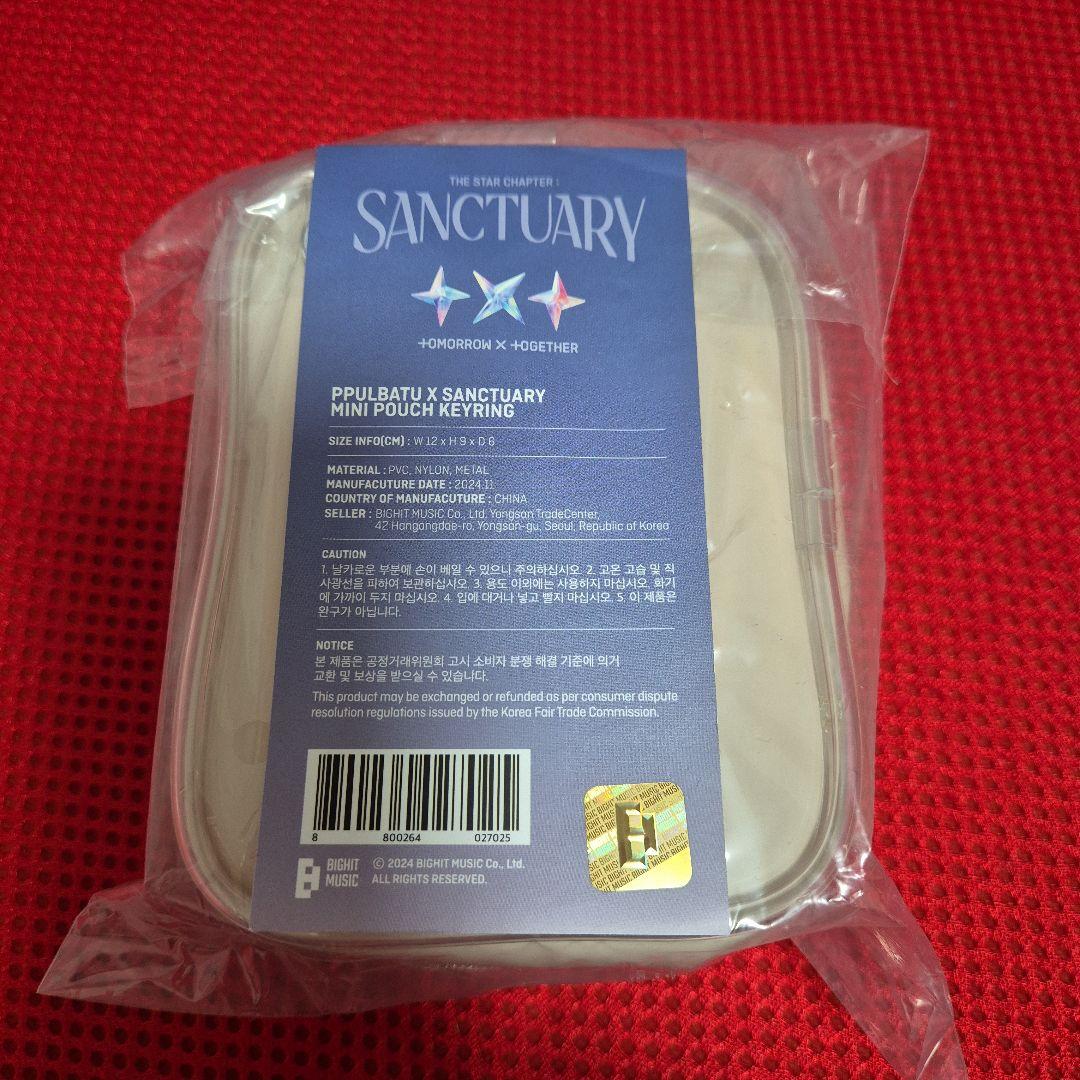 THE STAR CHAPTER :
SANCTUARY
TOMORROW X TOGETHER
PPULBATU X SANCTUARY
MINI POUCH KEYRING
SIZE INFO(CM) : W 12 x H 9 x D 6
MATERIAL : PVC, NYLON, METAL
MANUFACUTURE DATE : 2024.11
COUNTRY OF MANUFACUTURE : CHINA
SELLER : BIGHIT MUSIC Co., Ltd. Yongsan TradeCenter,
42 Hangangdae-ro, Yongsan-gu, Seoul, Republic of Korea
CAUTION
1. 날카로운 부분에 손이 베일 수 있으니 주의하십시오. 2. 고온 고습 및 직
사광선을 피하여 보관하십시오. 3. 용도 이외에는 사용하지 마십시오. 화기
에 가까이 두지 마십시오. 4. 입에 대거나 넣고 빨지 마십시오. 5. 이 제품은
완구가 아닙니다.
NOTICE
본 제품은 공정거래위원회 고시 소비자 분쟁 해결 기준에 의거
교환 및 보상을 받으실 수 있습니다.
This product may be exchanged or refunded as per consumer dispute
resolution regulations issued by the Korea Fair Trade Commission.
8 800264 027025
BIGHIT
MUSIC
© 2024 BIGHIT MUSIC Co., Ltd.
ALL RIGHTS RESERVED.
BIGHIT MUSIC